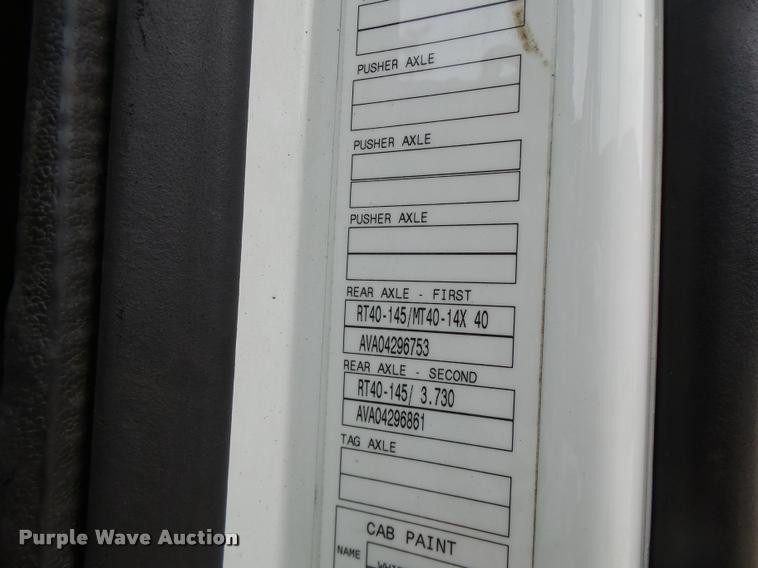 PUSHER AXLE
PUSHER AXLE
PUSHER AXLE
REAR AXLE - FIRST
RT40-145/MT40-14X 40
AVA04296753
REAR AXLE - SECOND
RT40-145/ 3.730
AVA04296861
TAG AXLE
CAB PAINT
NAME
Purple Wave Auction